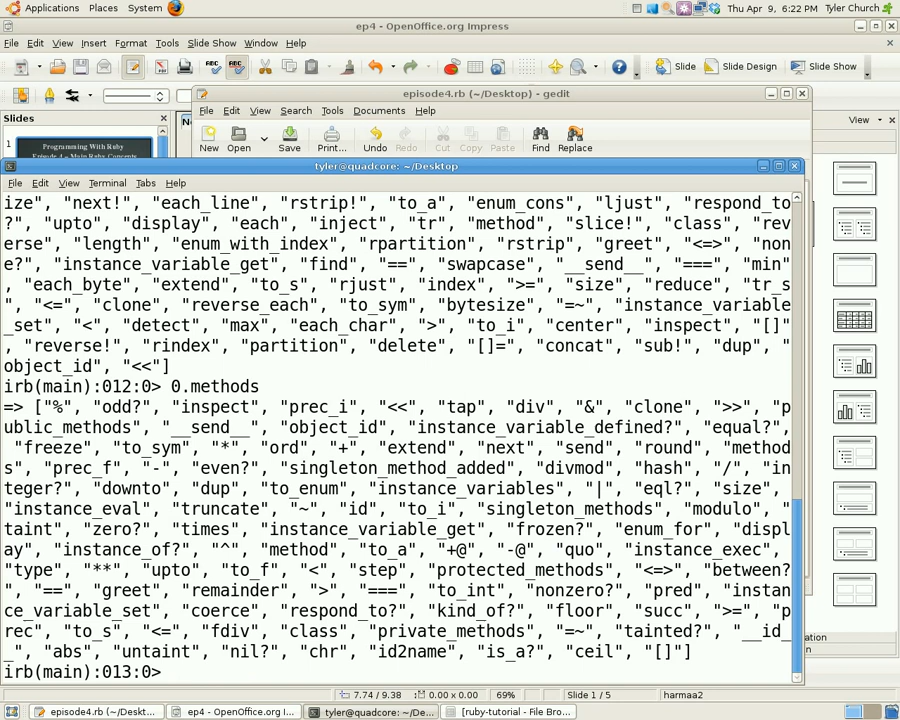 Applications Places System Thu Apr 9, 6:22 PM Tyler Church
ep4 - OpenOffice.org Impress
File Edit View Insert Format Tools Slide Show Window Help
ABC ABC Slide Slide Design Slide Show
episode4.rb (~/Desktop) - gedit
File Edit View Search Tools Documents Help
Slides
View
New Open Save Print... Undo Redo Cut Copy Paste Find Replace
1
Programming With Ruby
Episode 4 - Main Ruby Concepts
tyler@quadcore: ~/Desktop
File Edit View Terminal Tabs Help
ize", "next!", "each_line", "rstrip!", "to_a", "enum_cons", "ljust", "respond_to
?", "upto", "display", "each", "inject", "tr", "method", "slice!", "class", "rev
erse", "length", "enum_with_index", "rpartition", "rstrip", "greet", "<=>", "non
e?", "instance_variable_get", "find", "==", "swapcase", "__send__", "===", "min"
, "each_byte", "extend", "to_s", "rjust", "index", ">=", "size", "reduce", "tr_s
", "<=", "clone", "reverse_each", "to_sym", "bytesize", "=~", "instance_variable
_set", "<", "detect", "max", "each_char", ">", "to_i", "center", "inspect", "[]"
, "reverse!", "rindex", "partition", "delete", "[]=", "concat", "sub!", "dup", "
object_id", "<<"]
irb(main):012:0> 0.methods
=> ["%", "odd?", "inspect", "prec_i", "<<", "tap", "div", "&", "clone", ">>", "p
ublic_methods", "__send__", "object_id", "instance_variable_defined?", "equal?",
"freeze", "to_sym", "*", "ord", "+", "extend", "next", "send", "round", "method
s", "prec_f", "-", "even?", "singleton_method_added", "divmod", "hash", "/", "in
teger?", "downto", "dup", "to_enum", "instance_variables", "|", "eql?", "size",
"instance_eval", "truncate", "~", "id", "to_i", "singleton_methods", "modulo", "
taint", "zero?", "times", "instance_variable_get", "frozen?", "enum_for", "displ
ay", "instance_of?", "^", "method", "to_a", "+@", "-@", "quo", "instance_exec",
"type", "**", "upto", "to_f", "<", "step", "protected_methods", "<=>", "between?
", "==", "greet", "remainder", ">", "===", "to_int", "nonzero?", "pred", "instan
ce_variable_set", "coerce", "respond_to?", "kind_of?", "floor", "succ", ">=", "p
rec", "to_s", "<=", "fdiv", "class", "private_methods", "=~", "tainted?", "__id_
_", "abs", "untaint", "nil?", "chr", "id2name", "is_a?", "ceil", "[]"]
irb(main):013:0>
7.74 / 9.38 0.00 x 0.00 69% Slide 1 / 5 harmaa2
episode4.rb (~/Deskt... ep4 - OpenOffice.org I... tyler@quadcore: ~/De... [ruby-tutorial - File Bro...